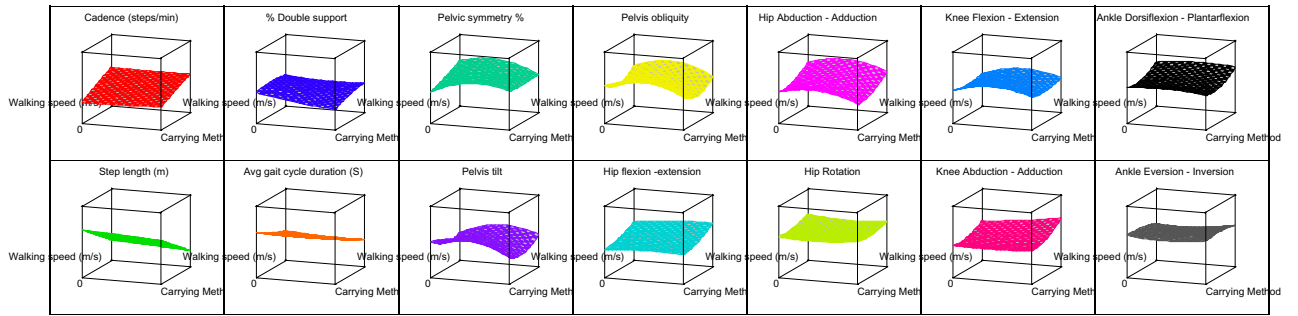 Cadence (steps/min)
% Double support
Pelvic symmetry %
Pelvis obliquity
Hip Abduction - Adduction
Knee Flexion - Extension
Ankle Dorsiflexion - Plantarflexion
Walking speed (m/s)
Walking speed (m/s)
Walking speed (m/s)
Walking speed (m/s)
Walking speed (m/s)
Walking speed (m/s)
Walking speed (m/s)
0
0
0
0
0
0
0
Carrying Meth
Carrying Meth
Carrying Meth
Carrying Meth
Carrying Meth
Carrying Meth
Carrying Method
Step length (m)
Avg gait cycle duration (S)
Pelvis tilt
Hip flexion -extension
Hip Rotation
Knee Abduction - Adduction
Ankle Eversion - Inversion
Walking speed (m/s)
Walking speed (m/s)
Walking speed (m/s)
Walking speed (m/s)
Walking speed (m/s)
Walking speed (m/s)
Walking speed (m/s)
0
0
0
0
0
0
0
Carrying Meth
Carrying Meth
Carrying Meth
Carrying Meth
Carrying Meth
Carrying Meth
Carrying Method